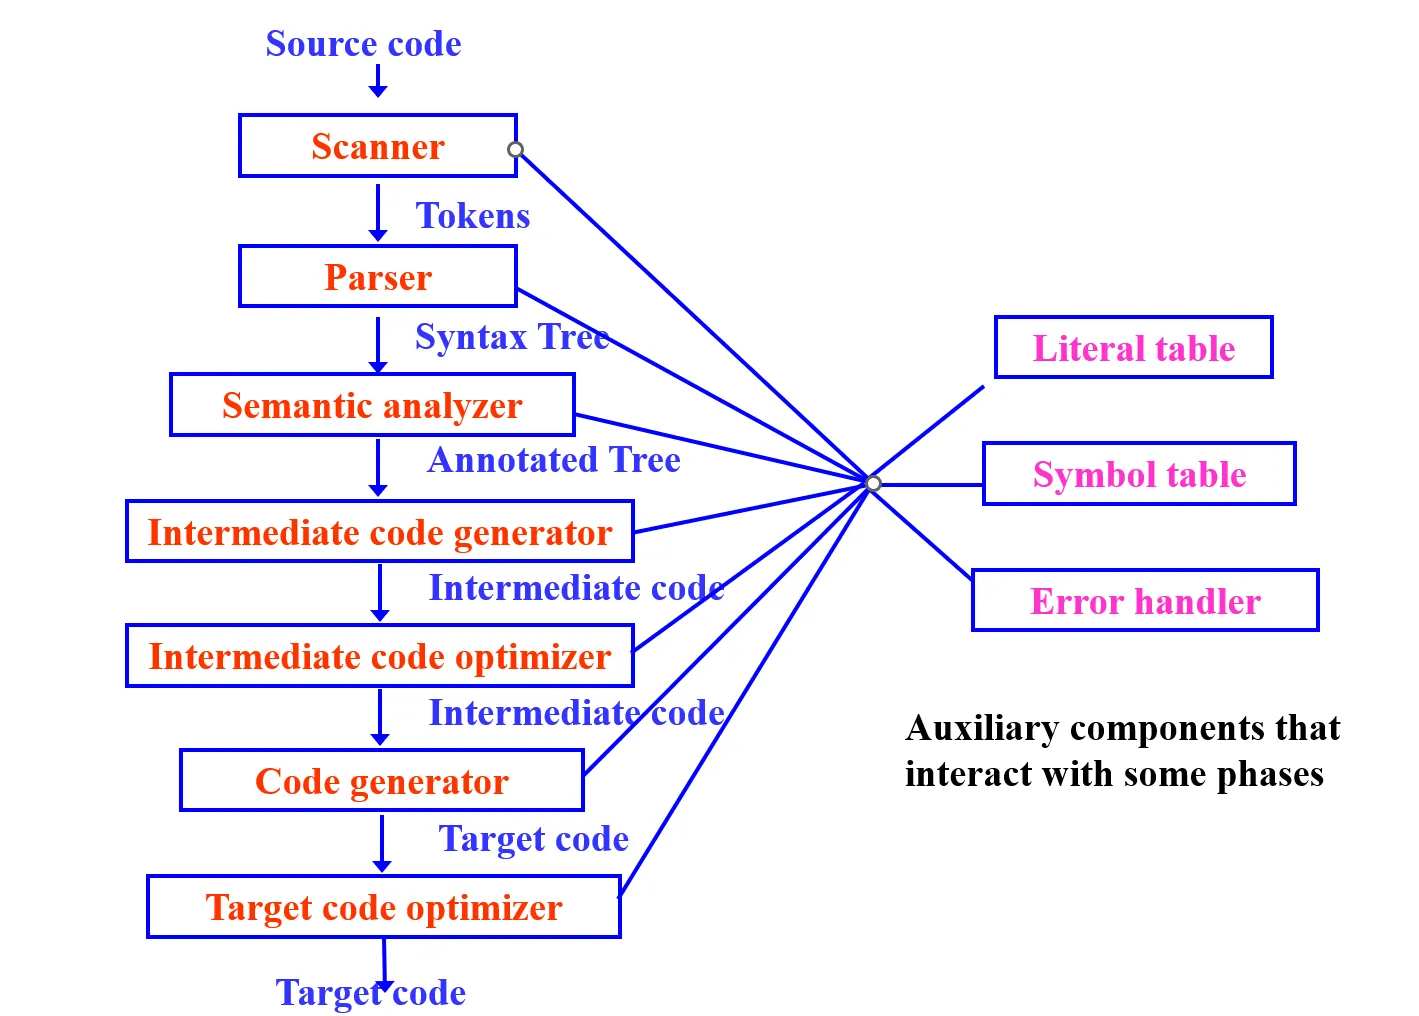 Source code
Scanner
Tokens
Parser
Syntax Tree
Semantic analyzer
Annotated Tree
Intermediate code generator
Intermediate code
Intermediate code optimizer
Intermediate code
Code generator
Target code
Target code optimizer
Target code
Literal table
Symbol table
Error handler
Auxiliary components that
interact with some phases